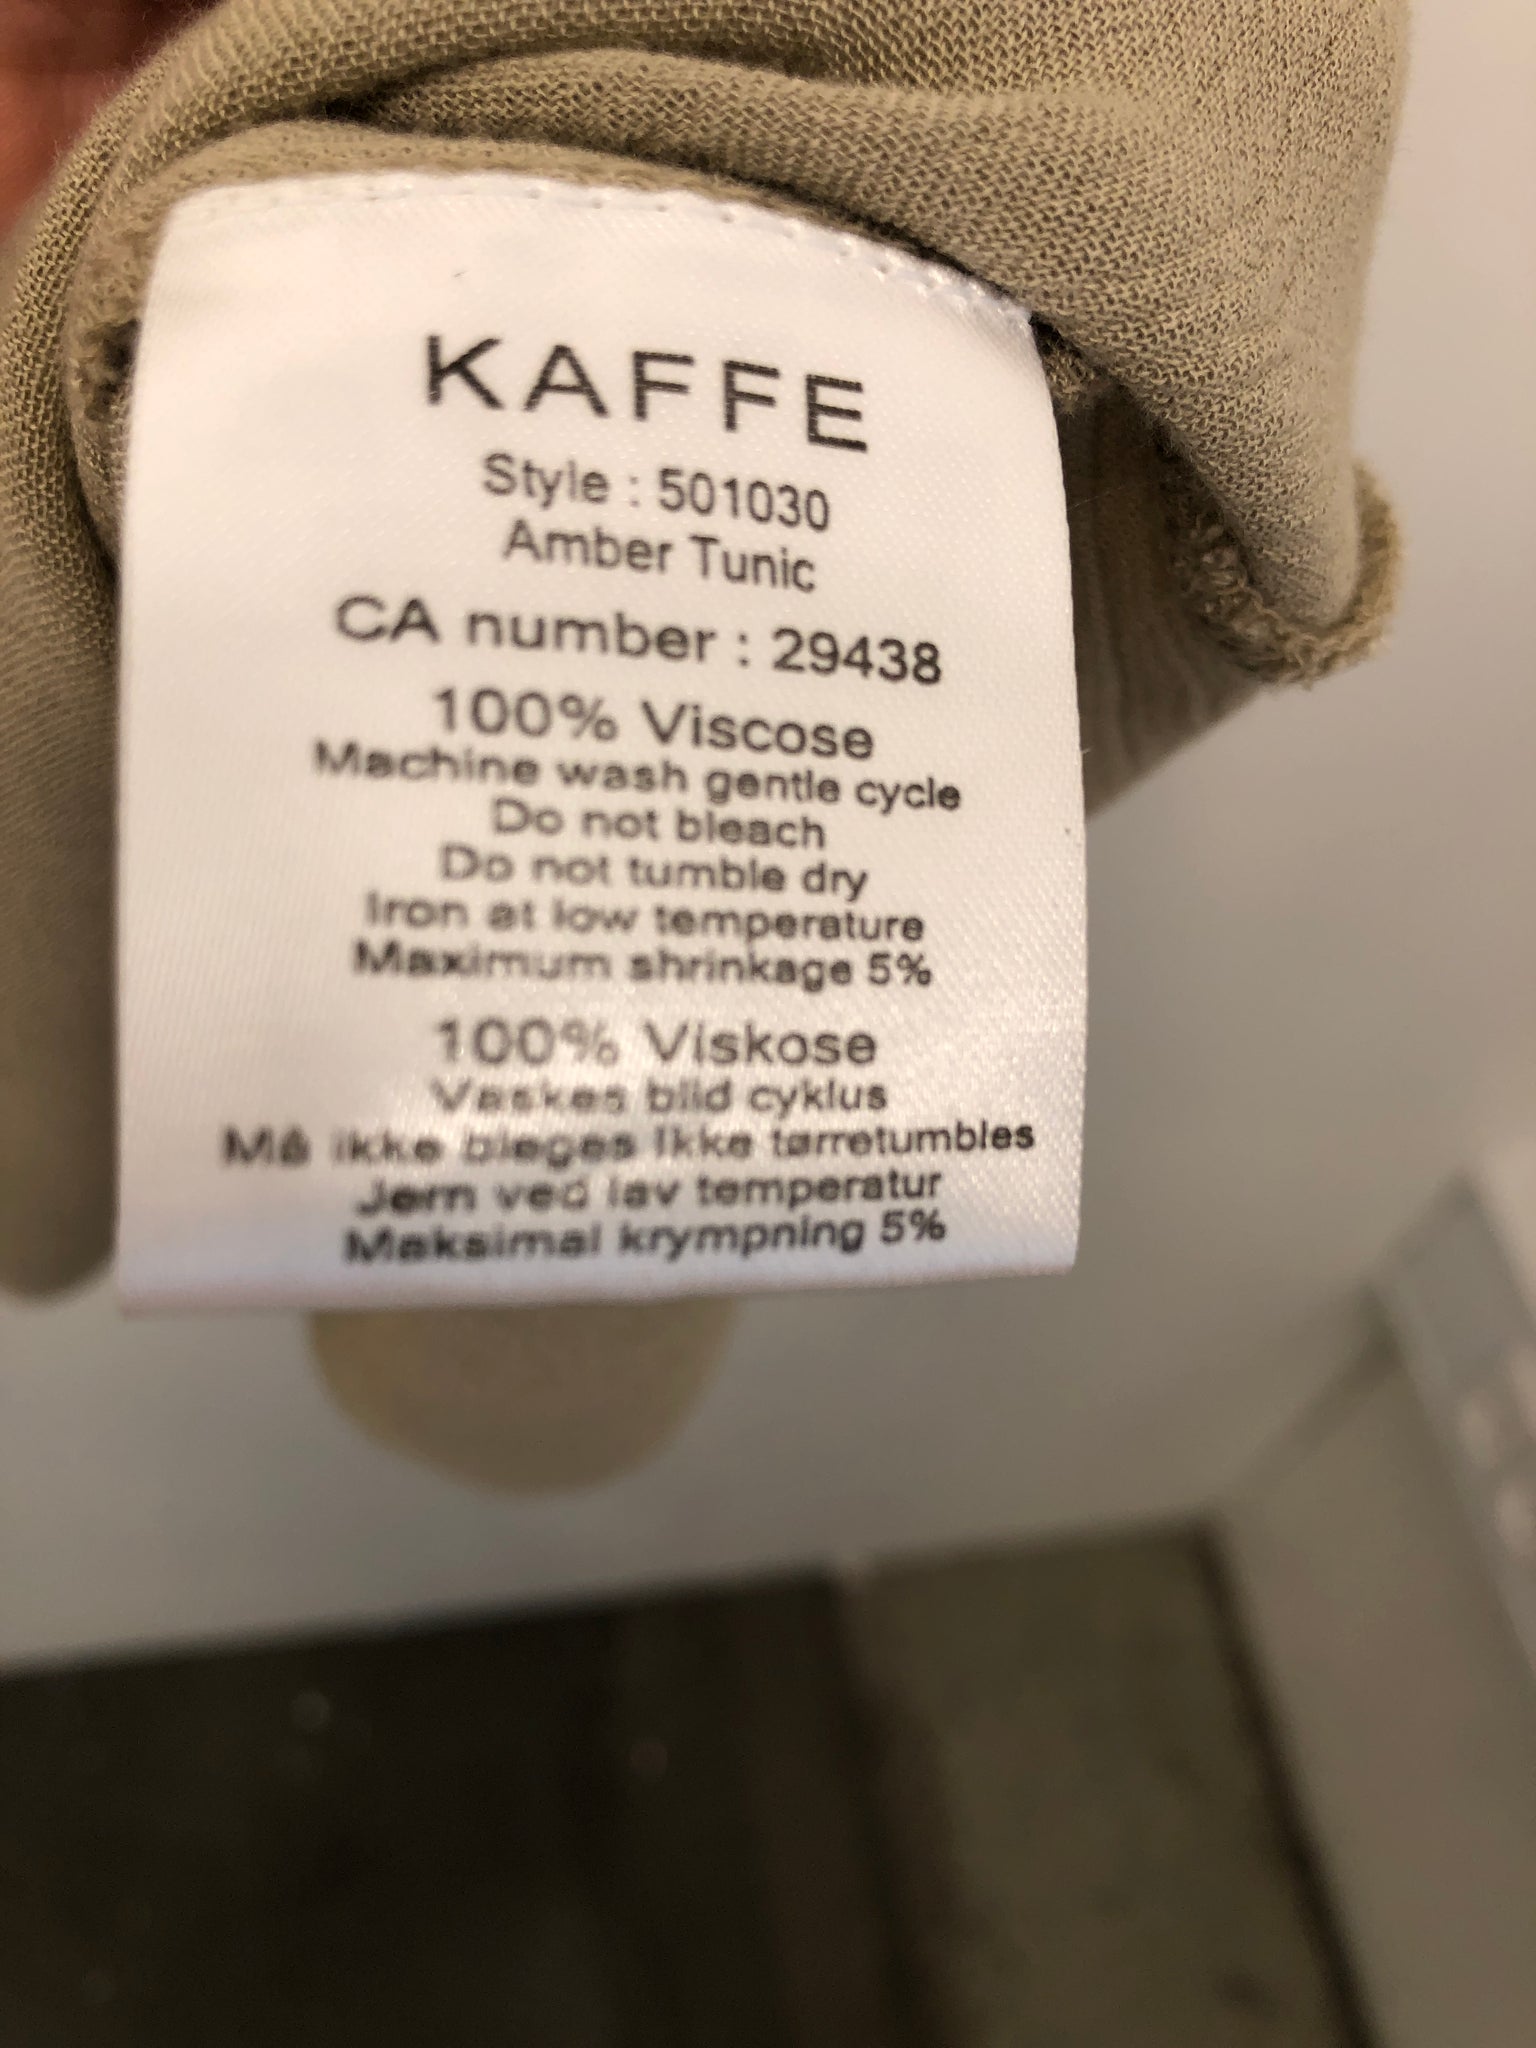 KAFFE
Style : 501030
Amber Tunic
CA number : 29438
100% Viscose
Machine wash gentle cycle
Do not bleach
Do not tumble dry
Iron at low temperature
Maximum shrinkage 5%
100% Viskose
Vaskes blid cyklus
Må ikke bleges Ikke tørretumbles
Jern ved lav temperatur
Maksimal krympning 5%